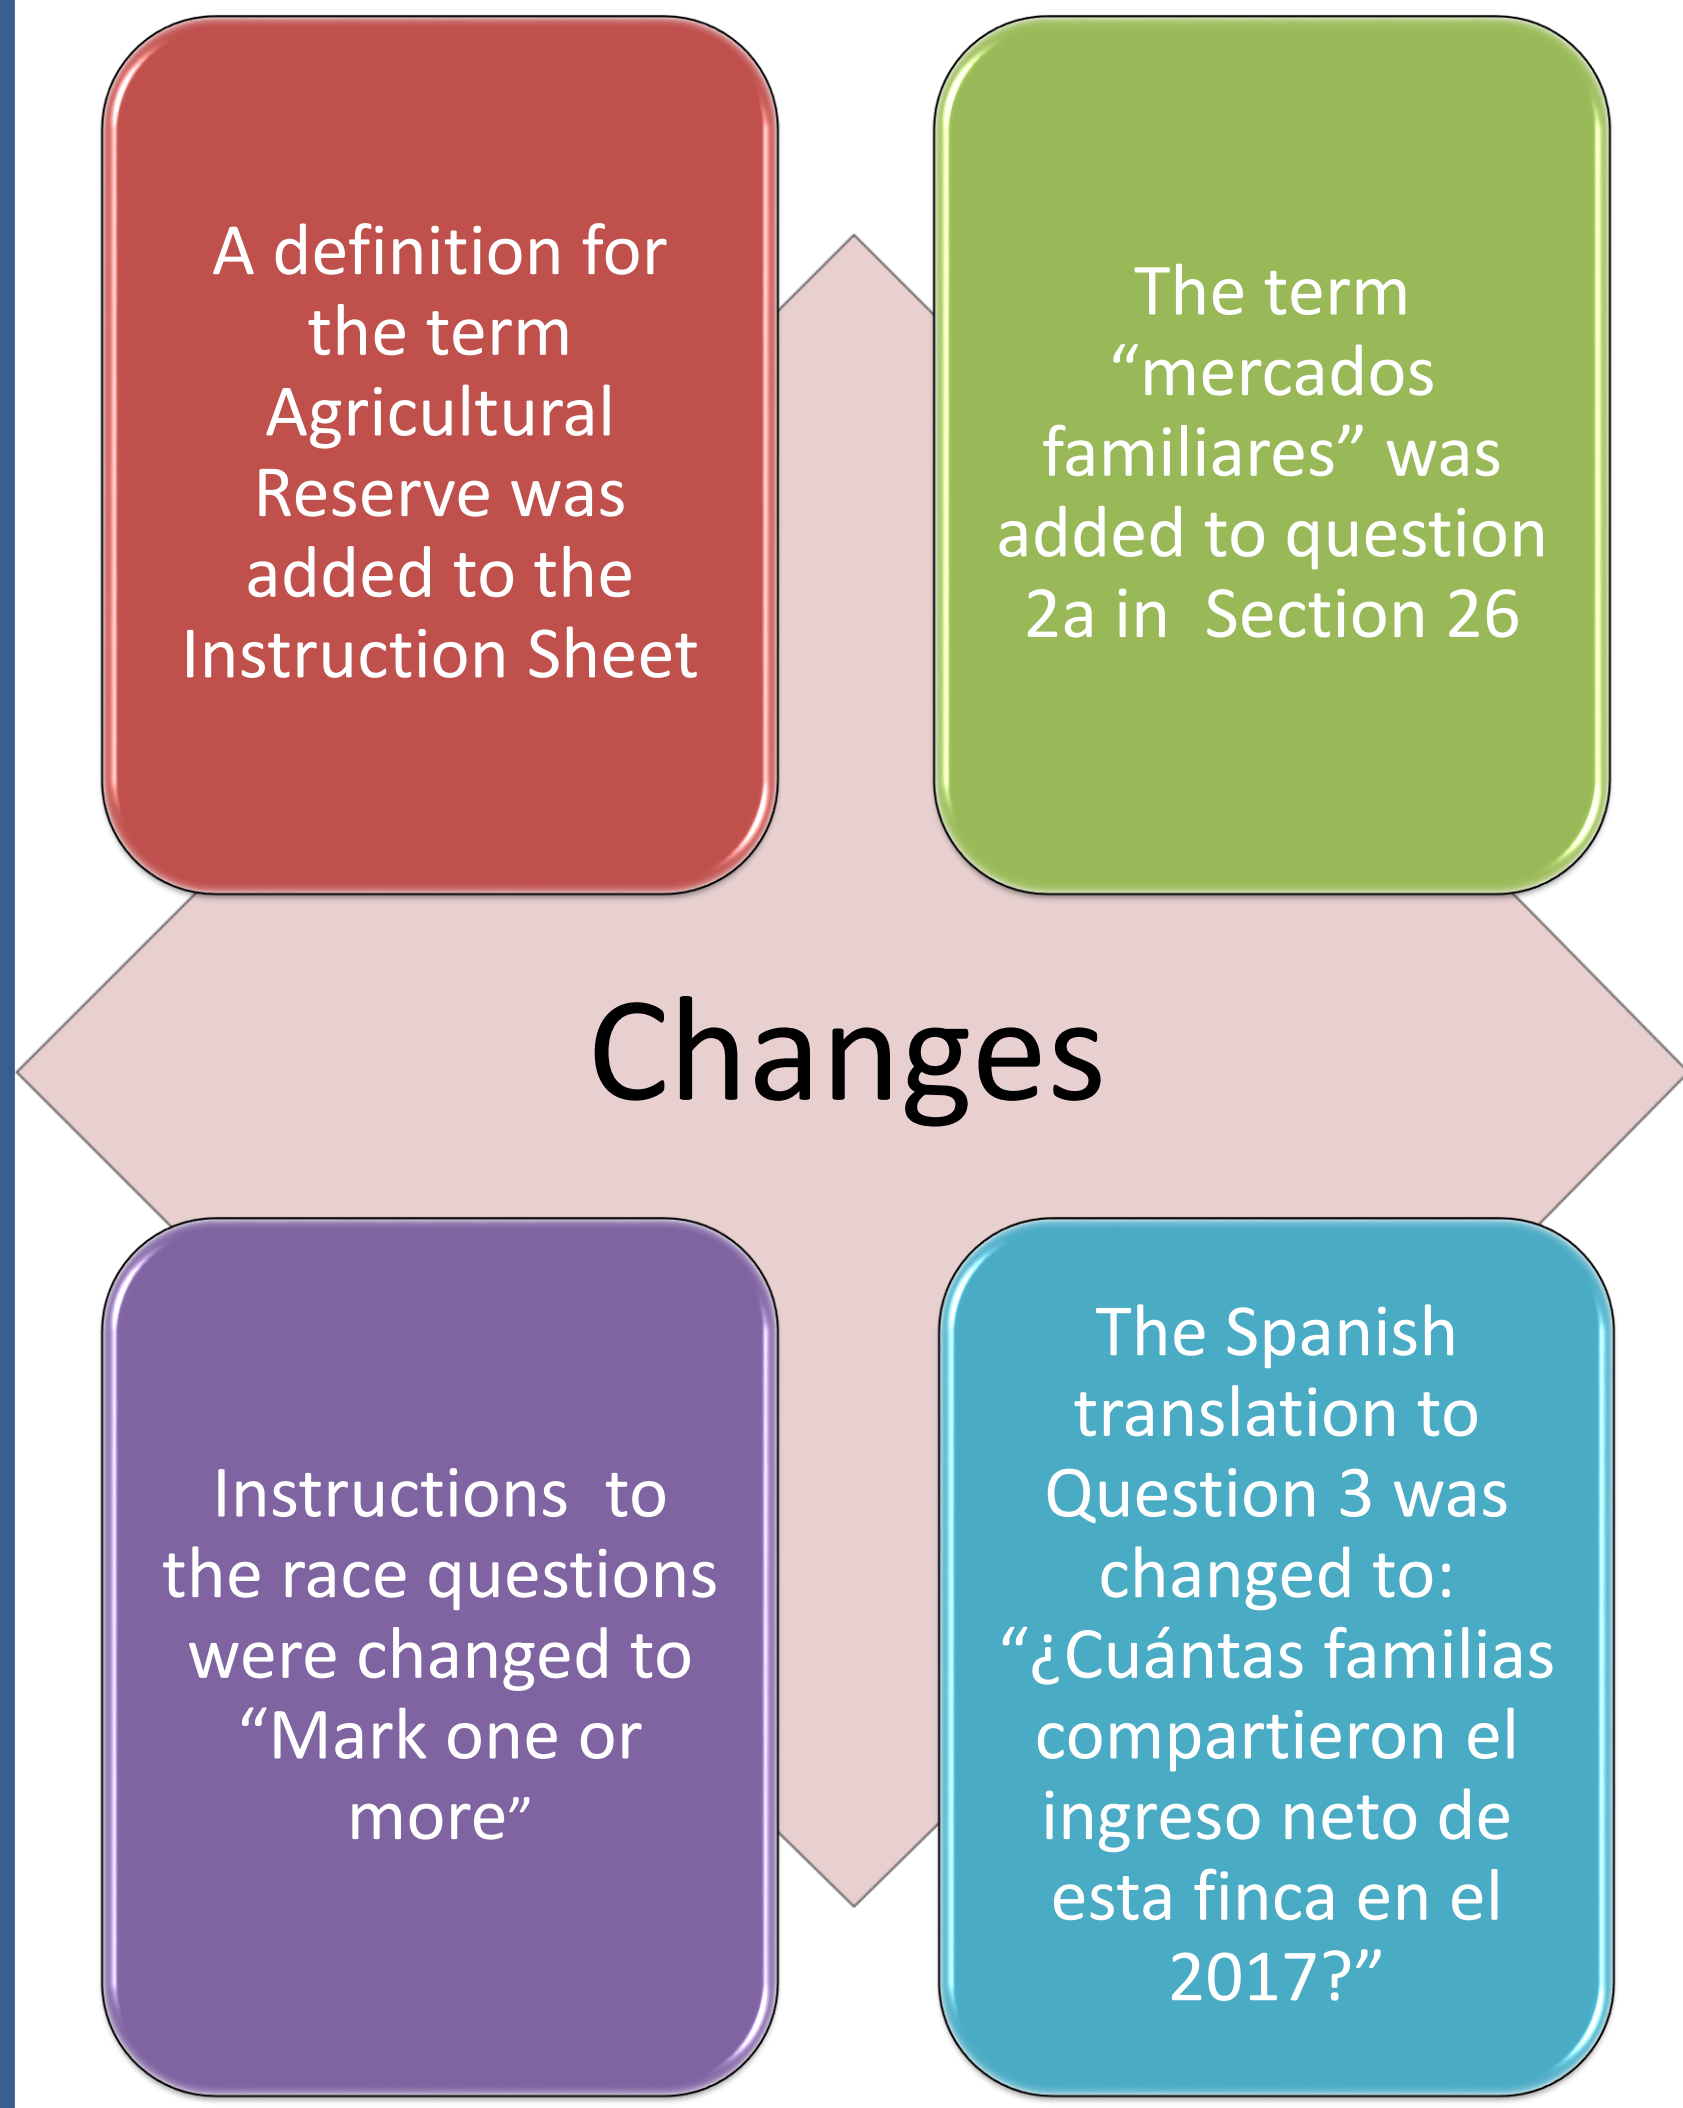 A definition for
the term
Agricultural
Reserve was
added to the
Instruction Sheet
The term
“mercados
familiares” was
added to question
2a in  Section 26
Changes
Instructions  to
the race questions
were changed to
“Mark one or
more”
The Spanish
translation to
Question 3 was
changed to:
“¿Cuántas familias
compartieron el
ingreso neto de
esta finca en el
2017?”